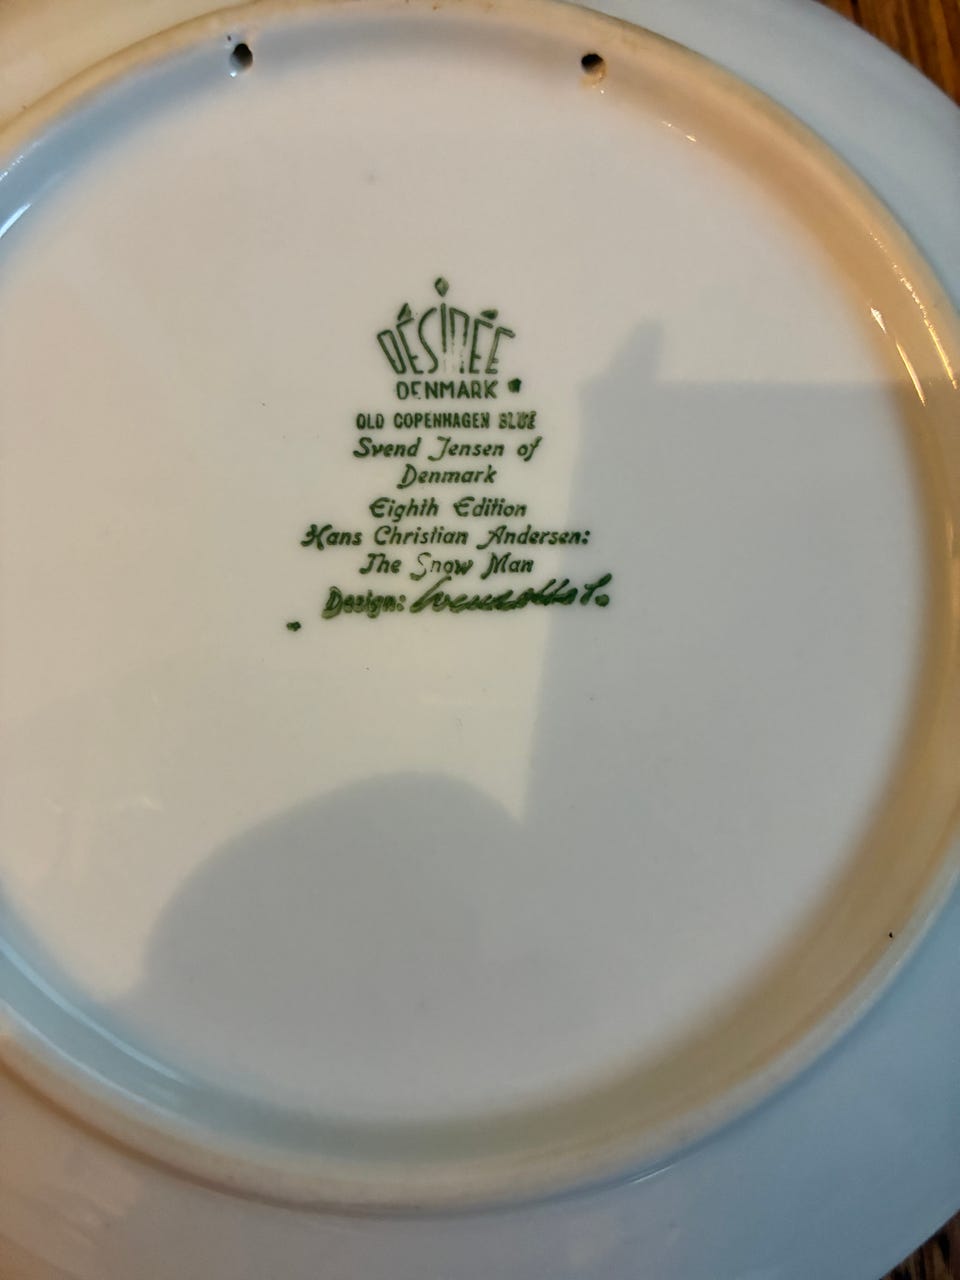 DÉSIRÉE
DENMARK
OLD COPENHAGEN BLUE
Svend Jensen of
Denmark
Eighth Edition
Hans Christian Andersen:
The Snow Man
Design: